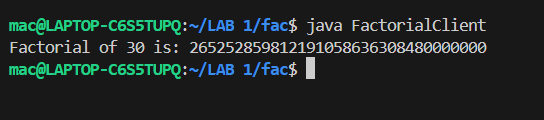 mac@LAPTOP-C6S5TUPQ:~/LAB 1/fac$ java FactorialClient
Factorial of 30 is: 265252859812191058636308480000000
mac@LAPTOP-C6S5TUPQ:~/LAB 1/fac$